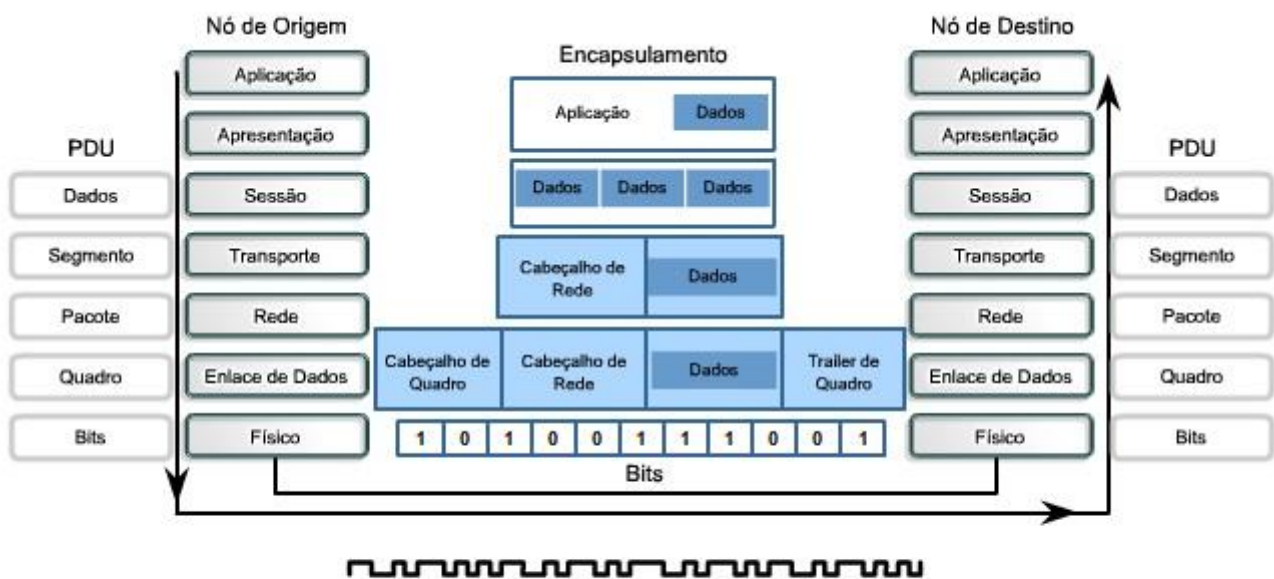 Nó de Origem
Nó de Destino
Encapsulamento
Aplicação
Aplicação
Dados
Aplicação
Apresentação
Apresentação
PDU
PDU
Dados
Sessão
Dados
Dados
Dados
Sessão
Dados
Segmento
Transporte
Cabeçalho de
Rede
Dados
Transporte
Segmento
Pacote
Rede
Rede
Pacote
Quadro
Enlace de Dados
Cabeçalho de
Quadro
Cabeçalho de
Rede
Dados
Trailer de
Quadro
Enlace de Dados
Quadro
Bits
Físico
1 0 1 0 0 1 1 1 0 0 1
Físico
Bits
Bits